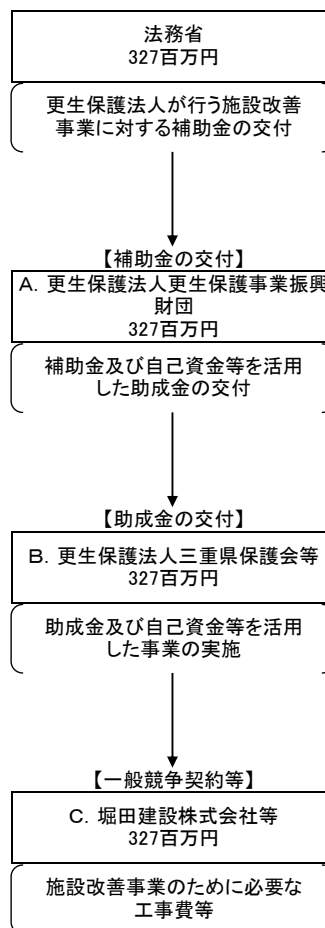 法務省
327百万円
更生保護法人が行う施設改善
事業に対する補助金の交付
【補助金の交付】
A. 更生保護法人更生保護事業振興
財団
327百万円
補助金及び自己資金等を活用
した助成金の交付
【助成金の交付】
B. 更生保護法人三重県保護会等
327百万円
助成金及び自己資金等を活用
した事業の実施
【一般競争契約等】
C. 堀田建設株式会社等
327百万円
施設改善事業のために必要な
工事費等